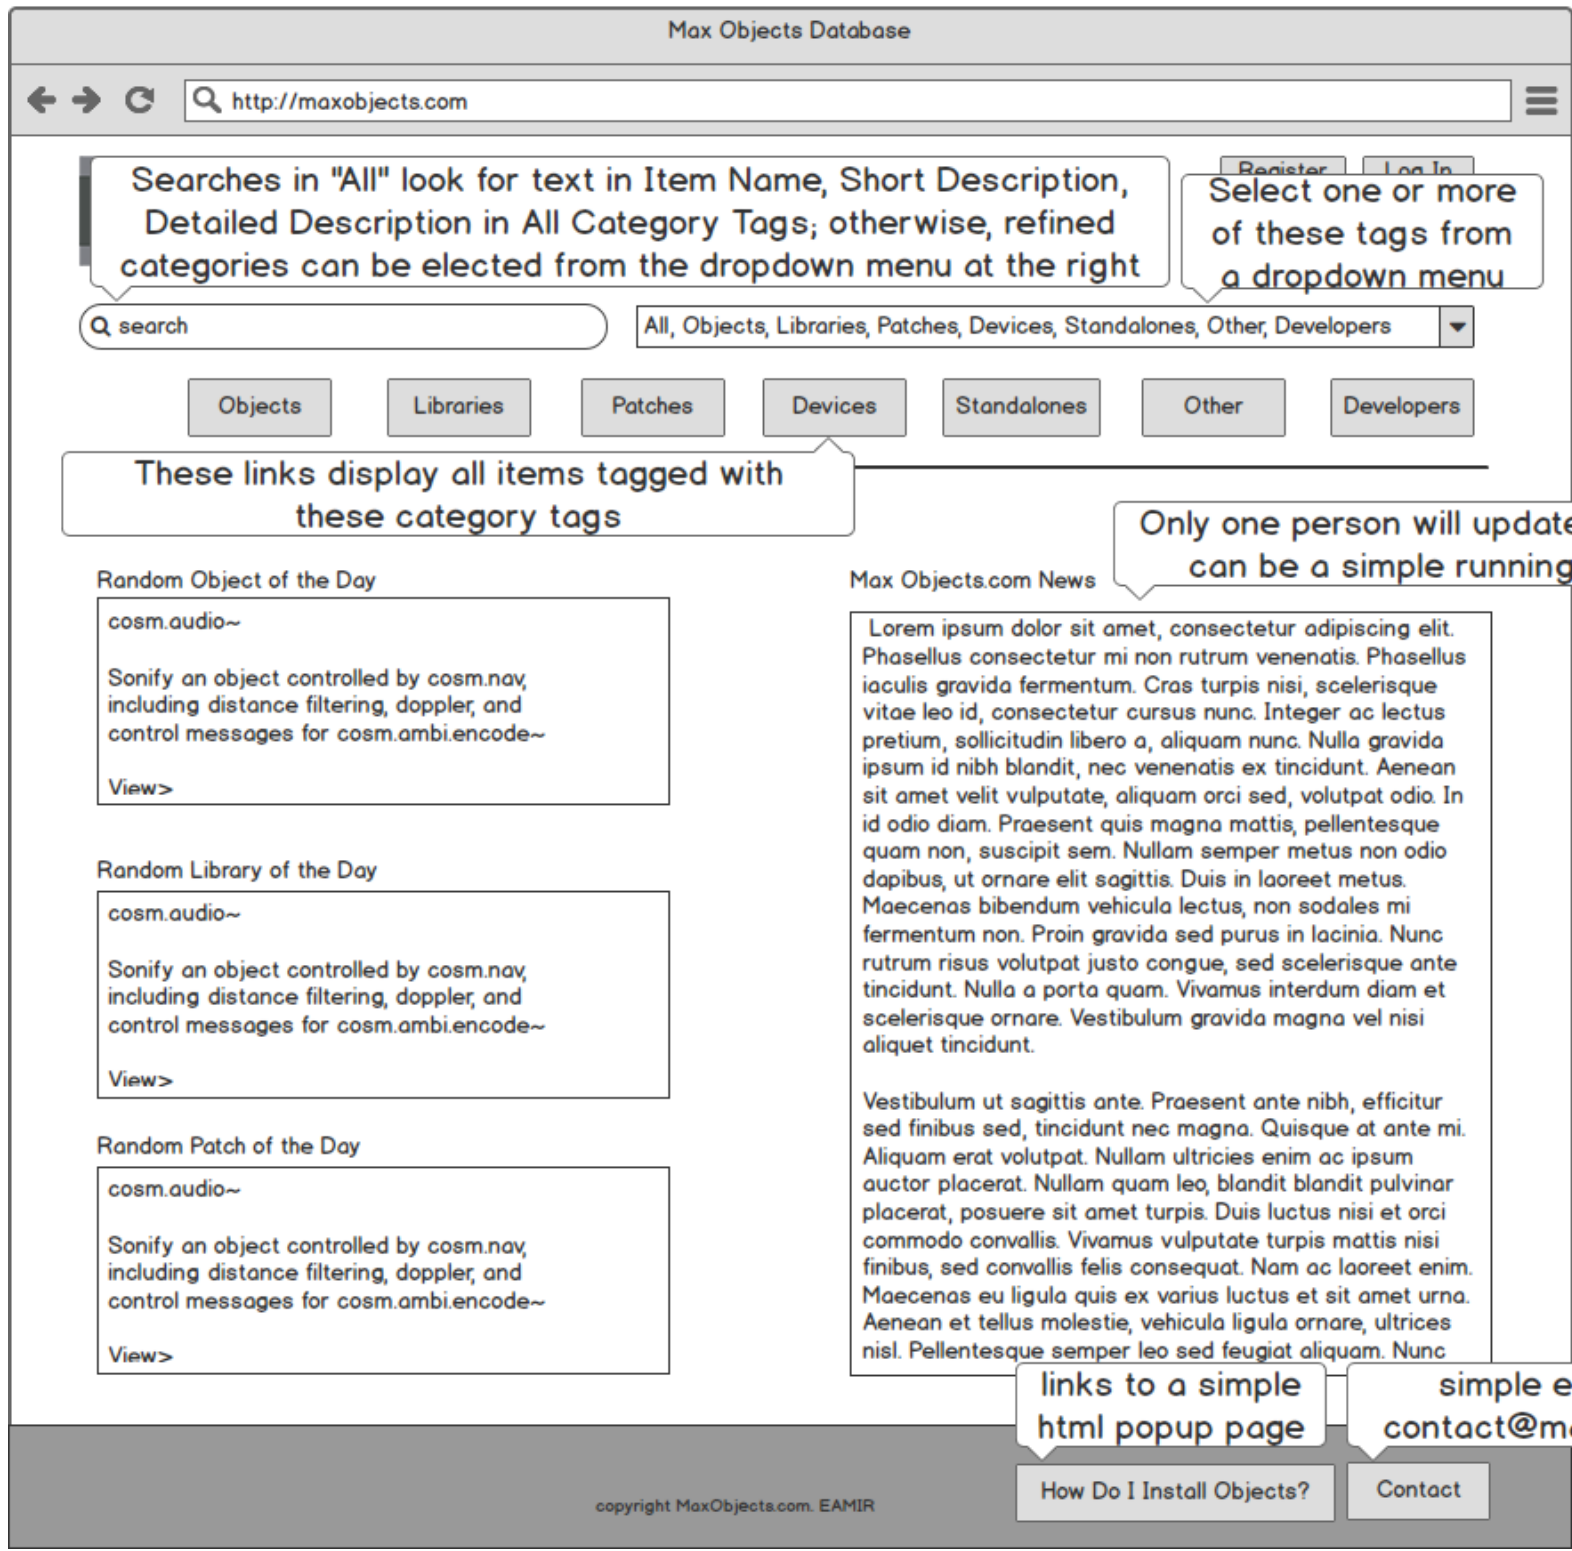 Max Objects Database
http://maxobjects.com
Register
Log In
Searches in "All" look for text in Item Name, Short Description,
Detailed Description in All Category Tags; otherwise, refined
categories can be elected from the dropdown menu at the right
Select one or more
of these tags from
a dropdown menu
search
All, Objects, Libraries, Patches, Devices, Standalones, Other, Developers
Objects
Libraries
Patches
Devices
Standalones
Other
Developers
These links display all items tagged with
these category tags
Only one person will update
can be a simple running
Random Object of the Day
cosm.audio~
Sonify an object controlled by cosm.nav,
including distance filtering, doppler, and
control messages for cosm.ambi.encode~
View>
Random Library of the Day
cosm.audio~
Sonify an object controlled by cosm.nav,
including distance filtering, doppler, and
control messages for cosm.ambi.encode~
View>
Random Patch of the Day
cosm.audio~
Sonify an object controlled by cosm.nav,
including distance filtering, doppler, and
control messages for cosm.ambi.encode~
View>
Max Objects.com News
Lorem ipsum dolor sit amet, consectetur adipiscing elit.
Phasellus consectetur mi non rutrum venenatis. Phasellus
iaculis gravida fermentum. Cras turpis nisi, scelerisque
vitae leo id, consectetur cursus nunc. Integer ac lectus
pretium, sollicitudin libero a, aliquam nunc. Nulla gravida
ipsum id nibh blandit, nec venenatis ex tincidunt. Aenean
sit amet velit vulputate, aliquam orci sed, volutpat odio. In
id odio diam. Praesent quis magna mattis, pellentesque
quam non, suscipit sem. Nullam semper metus non odio
dapibus, ut ornare elit sagittis. Duis in laoreet metus.
Maecenas bibendum vehicula lectus, non sodales mi
fermentum non. Proin gravida sed purus in lacinia. Nunc
rutrum risus volutpat justo congue, sed scelerisque ante
tincidunt. Nulla a porta quam. Vivamus interdum diam et
scelerisque ornare. Vestibulum gravida magna vel nisi
aliquet tincidunt.
Vestibulum ut sagittis ante. Praesent ante nibh, efficitur
sed finibus sed, tincidunt nec magna. Quisque at ante mi.
Aliquam erat volutpat. Nullam ultricies enim ac ipsum
auctor placerat. Nullam quam leo, blandit blandit pulvinar
placerat, posuere sit amet turpis. Duis luctus nisi et orci
commodo convallis. Vivamus vulputate turpis mattis nisi
finibus, sed convallis felis consequat. Nam ac laoreet enim.
Maecenas eu ligula quis ex varius luctus et sit amet urna.
Aenean et tellus molestie, vehicula ligula ornare, ultrices
nisl. Pellentesque semper leo sed feugiat aliquam. Nunc
links to a simple
html popup page
simple e
contact@ma
How Do I Install Objects?
Contact
copyright MaxObjects.com. EAMIR